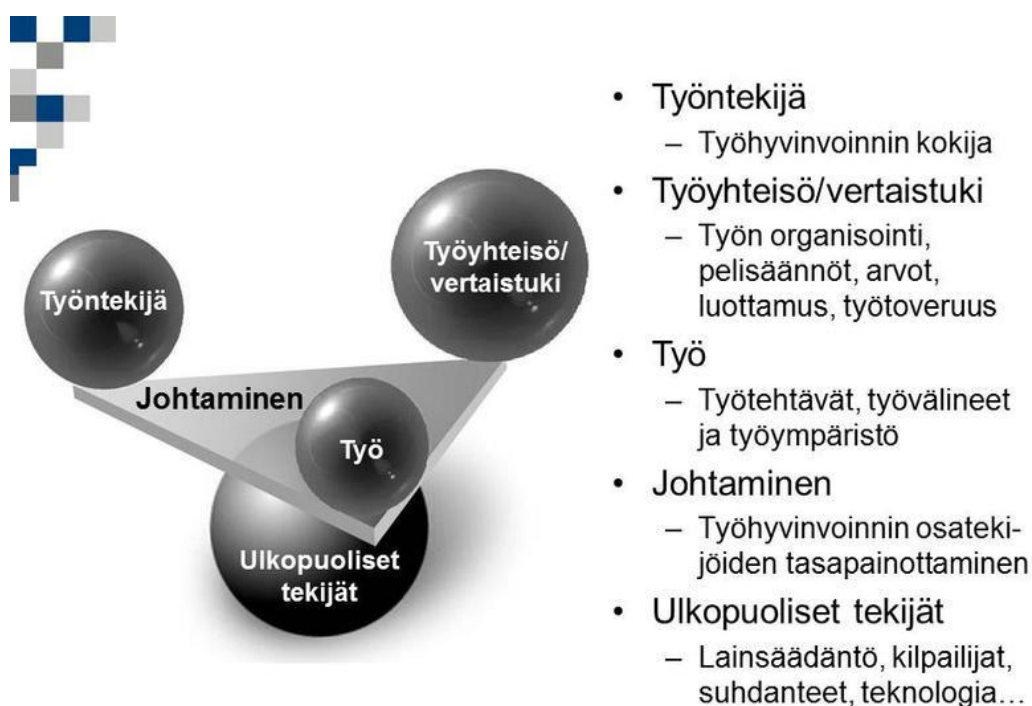 Työntekijä
Työyhteisö/
vertaistuki
Johtaminen
Työ
Ulkopuoliset
tekijät
• Työntekijä
– Työhyvinvoinnin kokija
• Työyhteisö/vertaistuki
– Työn organisointi,
pelisäännöt, arvot,
luottamus, työtoveruus
• Työ
– Työtehtävät, työvälineet
ja työympäristö
• Johtaminen
– Työhyvinvoinnin osateki-
jöiden tasapainottaminen
• Ulkopuoliset tekijät
– Lainsäädäntö, kilpailijat,
suhdanteet, teknologia…